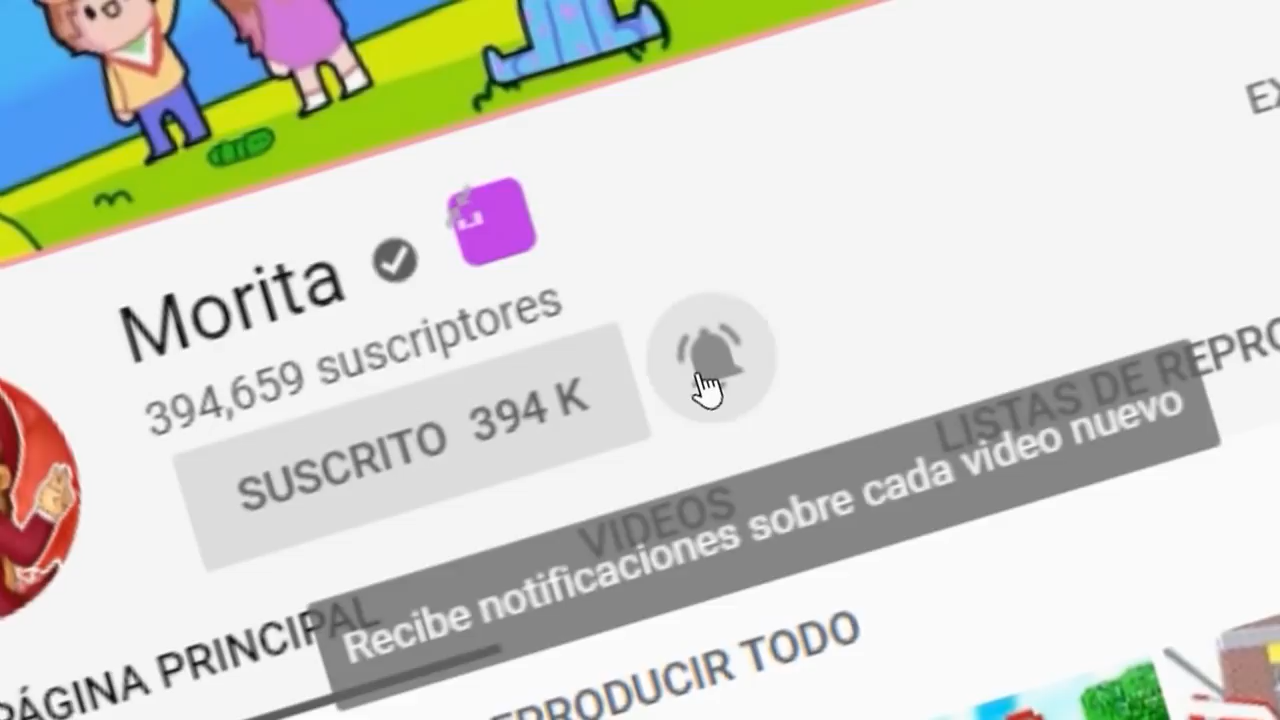 Morita
394,659 suscriptores
SUSCRITO 394 K
Recibe notificaciones sobre cada video nuevo
PÁGINA PRINCIPAL
VIDEOS
LISTAS DE REPRO
REPRODUCIR TODO